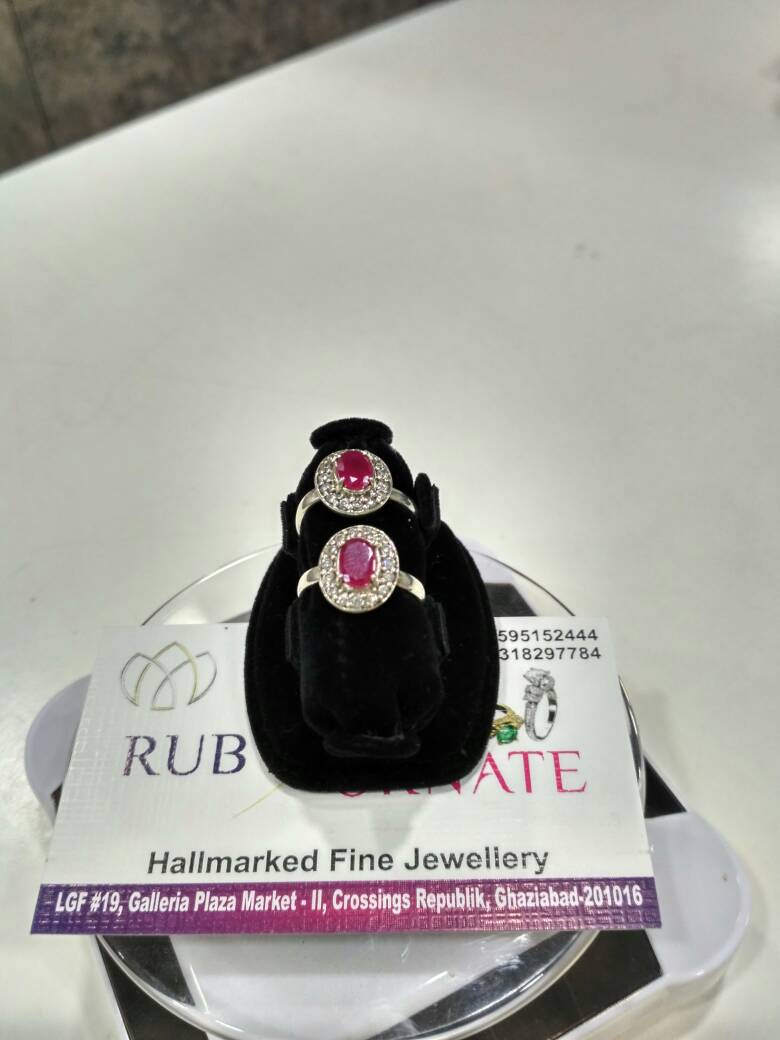 595152444
318297784
RUB
RNATE
Hallmarked Fine Jewellery
LGF #19, Galleria Plaza Market - II, Crossings Republik, Ghaziabad-201016